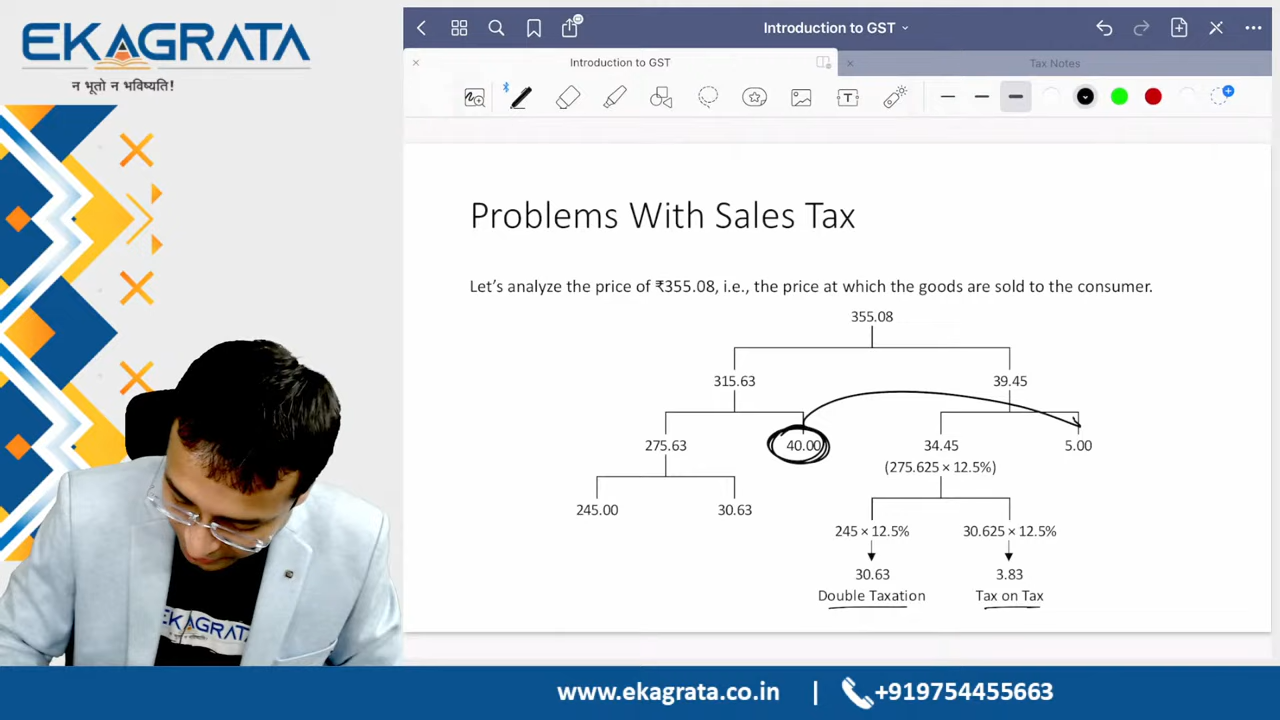 EKAGRATA
न भूतो न भविष्यति!
Introduction to GST
Introduction to GST
Tax Notes
T
Problems With Sales Tax
Let's analyze the price of ₹355.08, i.e., the price at which the goods are sold to the consumer.
355.08
315.63 39.45
275.63 40.00 34.45 5.00
(275.625 × 12.5%)
245.00 30.63
245 × 12.5% 30.625 × 12.5%
30.63 3.83
Double Taxation Tax on Tax
EKAGRATA
www.ekagrata.co.in | +919754455663